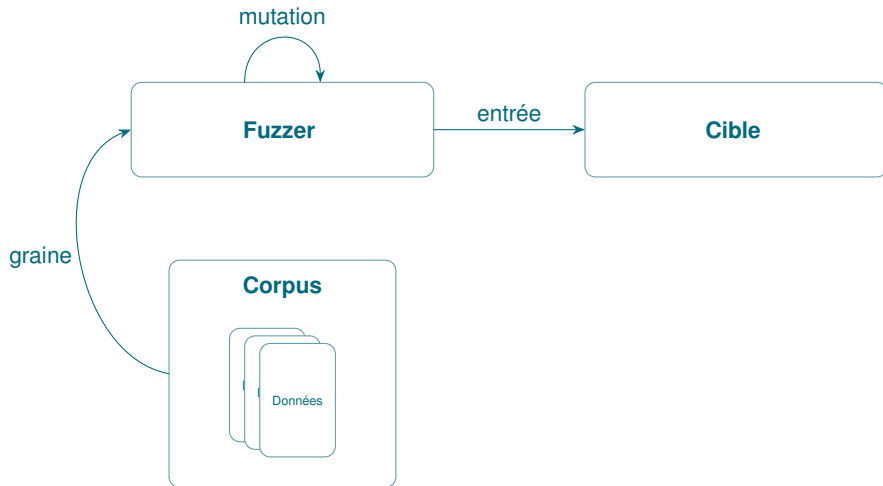 mutation
Fuzzer
entrée
Cible
graine
Corpus
Données